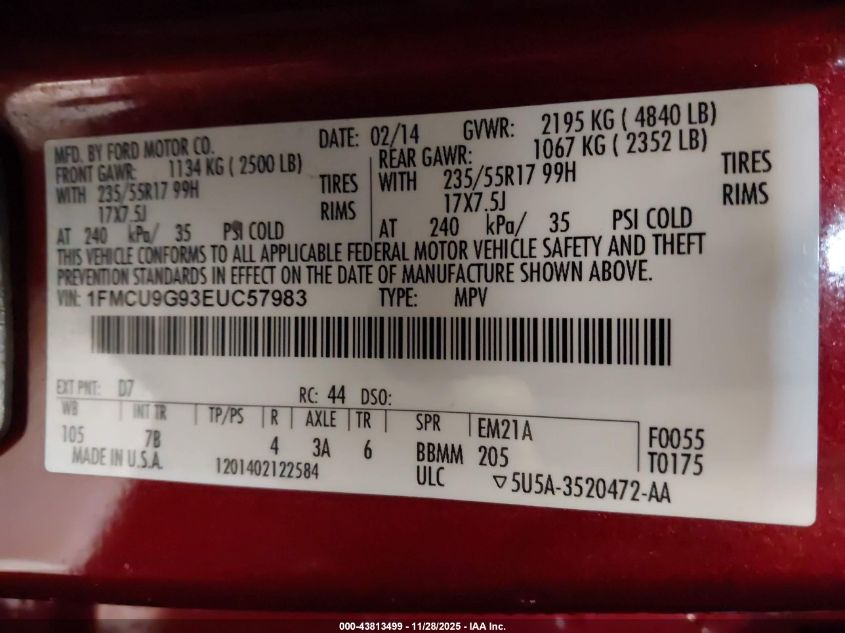 MFD. BY FORD MOTOR CO.
DATE: 02/14 GVWR: 2195 KG ( 4840 LB)
FRONT GAWR: 1134 KG ( 2500 LB)
WITH 235/55R17 99H TIRES
17X7.5J RIMS
AT 240 kPa/ 35 PSI COLD
REAR GAWR: 1067 KG ( 2352 LB)
WITH 235/55R17 99H TIRES
17X7.5J RIMS
AT 240 kPa/ 35 PSI COLD
THIS VEHICLE CONFORMS TO ALL APPLICABLE FEDERAL MOTOR VEHICLE SAFETY AND THEFT
PREVENTION STANDARDS IN EFFECT ON THE DATE OF MANUFACTURE SHOWN ABOVE.
VIN: 1FMCU9G93EUC57983 TYPE: MPV
EXT PNT: D7 RC: 44 DSO:
WB INT TR TP/PS R AXLE TR SPR
105 7B 4 3A 6
MADE IN U.S.A. 1201402122584
EM21A
BBMM 205
ULC ▽5U5A-3520472-AA
F0055
T0175
000-43813499 - 11/28/2025 - IAA Inc.